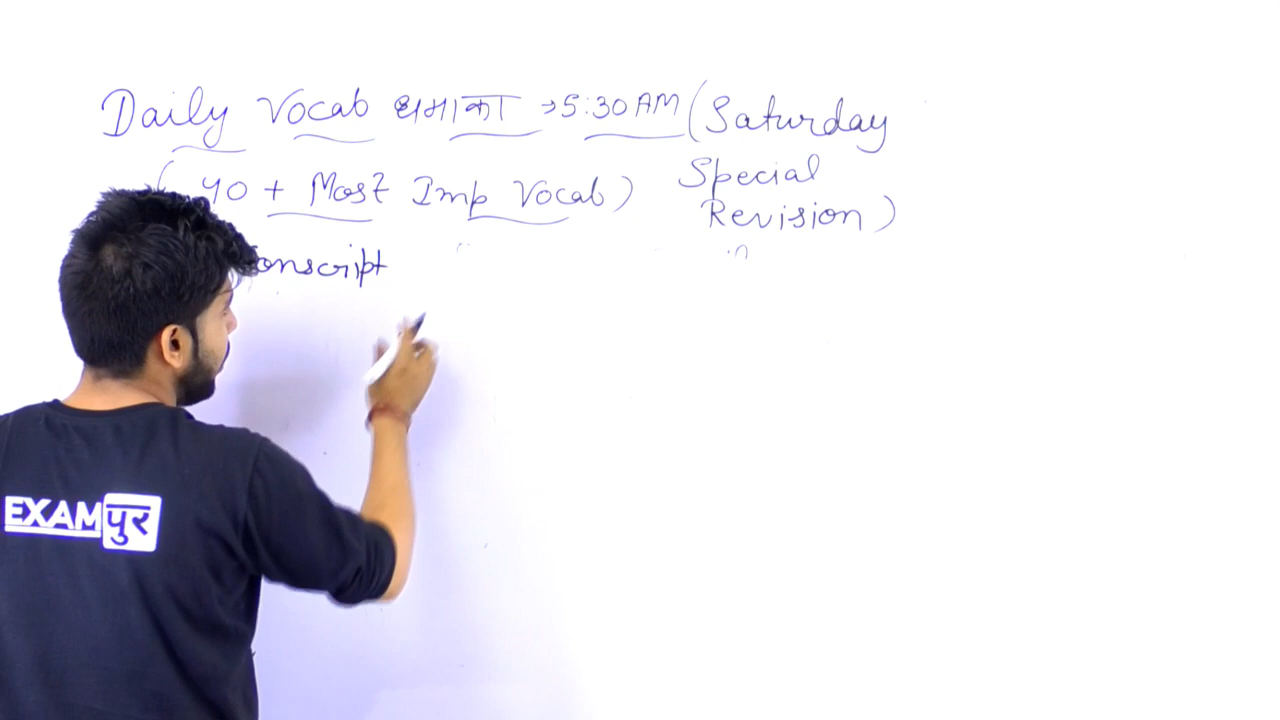 Daily Vocab धमाका →5:30 AM (Saturday
Special
Revision)
( 40 + Most Imp Vocab)
onscript
EXAMपुर